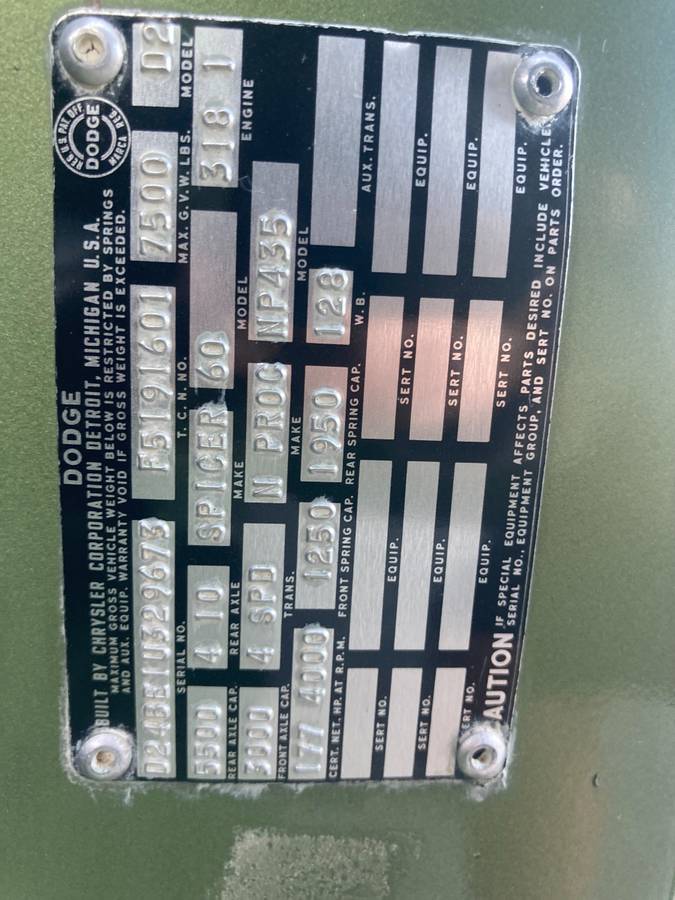 DODGE
BUILT BY CHRYSLER CORPORATION DETROIT, MICHIGAN U.S.A.
MAXIMUM GROSS VEHICLE WEIGHT BELOW IS RESTRICTED BY SPRINGS
AND AUX. EQUIP. WARRANTY VOID IF GROSS WEIGHT IS EXCEEDED.
REG. U.S. PAT. OFF.
DODGE
MARCA REG.
D24BE1U329673 F5191601 7500 D2
SERIAL NO. T.C.N. NO. MAX. G.V.W. LBS. MODEL
5500 4 10 SPICER 60 318 1
REAR AXLE CAP. REAR AXLE MAKE MODEL ENGINE
3000 4 SPD N PROC NP435
FRONT AXLE CAP. TRANS. MAKE MODEL
177 4000 1250 1950 128
CERT. NET. HP. AT R.P.M. FRONT SPRING CAP. REAR SPRING CAP. W.B. AUX. TRANS.
SERT NO. EQUIP. SERT NO. EQUIP.
SERT NO. EQUIP. SERT NO. EQUIP.
SERT NO. EQUIP. SERT NO. EQUIP.
CAUTION
IF SPECIAL EQUIPMENT AFFECTS PARTS DESIRED INCLUDE VEHICLE
SERIAL NO., EQUIPMENT GROUP, AND SERT NO. ON PARTS ORDER.